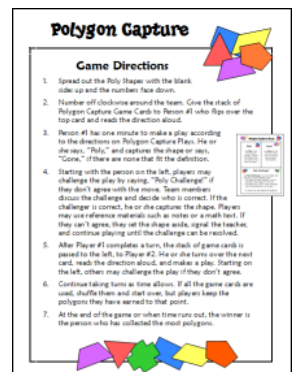 Polygon Capture
Game Directions
1. Spread out the Poly Shapes with the blank
sides up and the numbers face down.
2. Number off clockwise around the team. Give the stack of
Polygon Capture Game Cards to Person #1 who flips over the
top card and reads the direction aloud.
3. Person #1 has one minute to make a play according
to the directions on Polygon Capture Plays. He or
she says, "Poly," and captures the shape or says,
"Gone," if there are none that fit the definition.
4. Starting with the person on the left, players may
challenge the play by saying, "Poly Challenge!" if
they don't agree with the move. Team members
discuss the challenge and decide who is correct. If the
challenger is correct, he or she captures the shape. Players
may use reference materials such as notes or a math text. If
they can't agree, they set the shape aside, signal the teacher,
and continue playing until the challenge can be resolved.
5. After Player #1 completes a turn, the stack of game cards is
passed to the left, to Player #2. He or she turns over the next
card, reads the direction aloud, and makes a play. Starting on
the left, others may challenge the play if they don't agree.
6. Continue taking turns as time allows. If all the game cards are
used, shuffle them and start over, but players keep the
polygons they have earned to that point.
7. At the end of the game or when time runs out, the winner is
the person who has collected the most polygons.